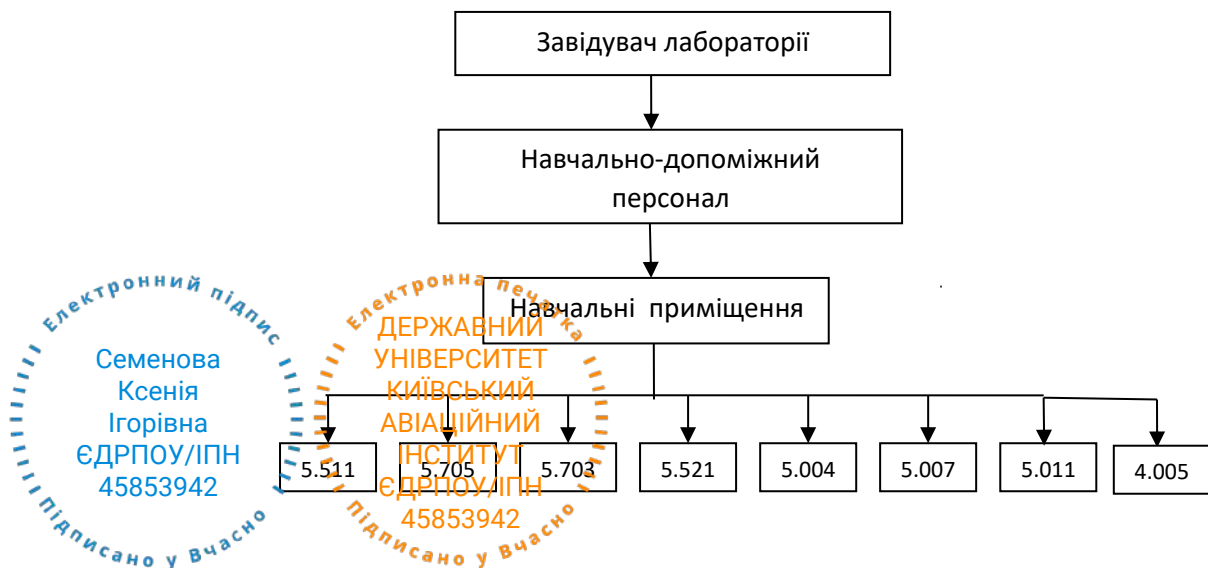 Завідувач лабораторії
Навчально-допоміжний
персонал
Навчальні приміщення
Електронний підпис
Семенова
Ксенія
Ігорівна
ЄДРПОУ/ІПН
45853942
Підписано у Вчасно
Електронна печатка
ДЕРЖАВНИЙ
УНІВЕРСИТЕТ
КИЇВСЬКИЙ
АВІАЦІЙНИЙ
ІНСТИТУТ
ЄДРПОУ/ІПН
45853942
Підписано у Вчасно
5.511 5.705 5.703 5.521 5.004 5.007 5.011 4.005